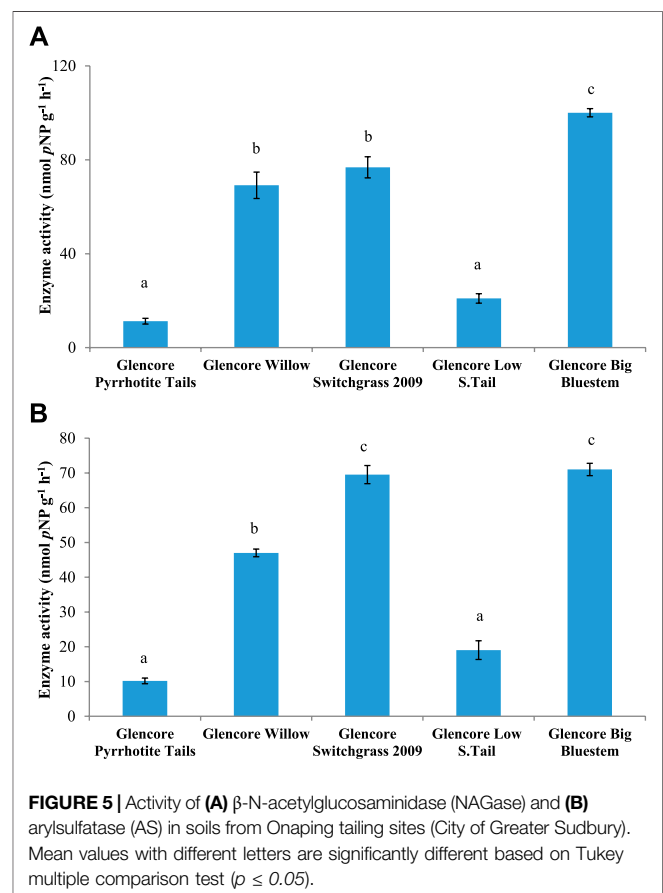 A
Enzyme activity (nmol pNP g-1 h-1)
120
80
40
0
a
b
b
a
c
Glencore Pyrrhotite Tails
Glencore Willow
Glencore Switchgrass 2009
Glencore Low S.Tail
Glencore Big Bluestem
B
Enzyme activity (nmol pNP g-1 h-1)
80
70
60
50
40
30
20
10
0
a
b
c
a
c
Glencore Pyrrhotite Tails
Glencore Willow
Glencore Switchgrass 2009
Glencore Low S.Tail
Glencore Big Bluestem
FIGURE 5 | Activity of (A) β-N-acetylglucosaminidase (NAGase) and (B)
arylsulfatase (AS) in soils from Onaping tailing sites (City of Greater Sudbury).
Mean values with different letters are significantly different based on Tukey
multiple comparison test (p ≤ 0.05).